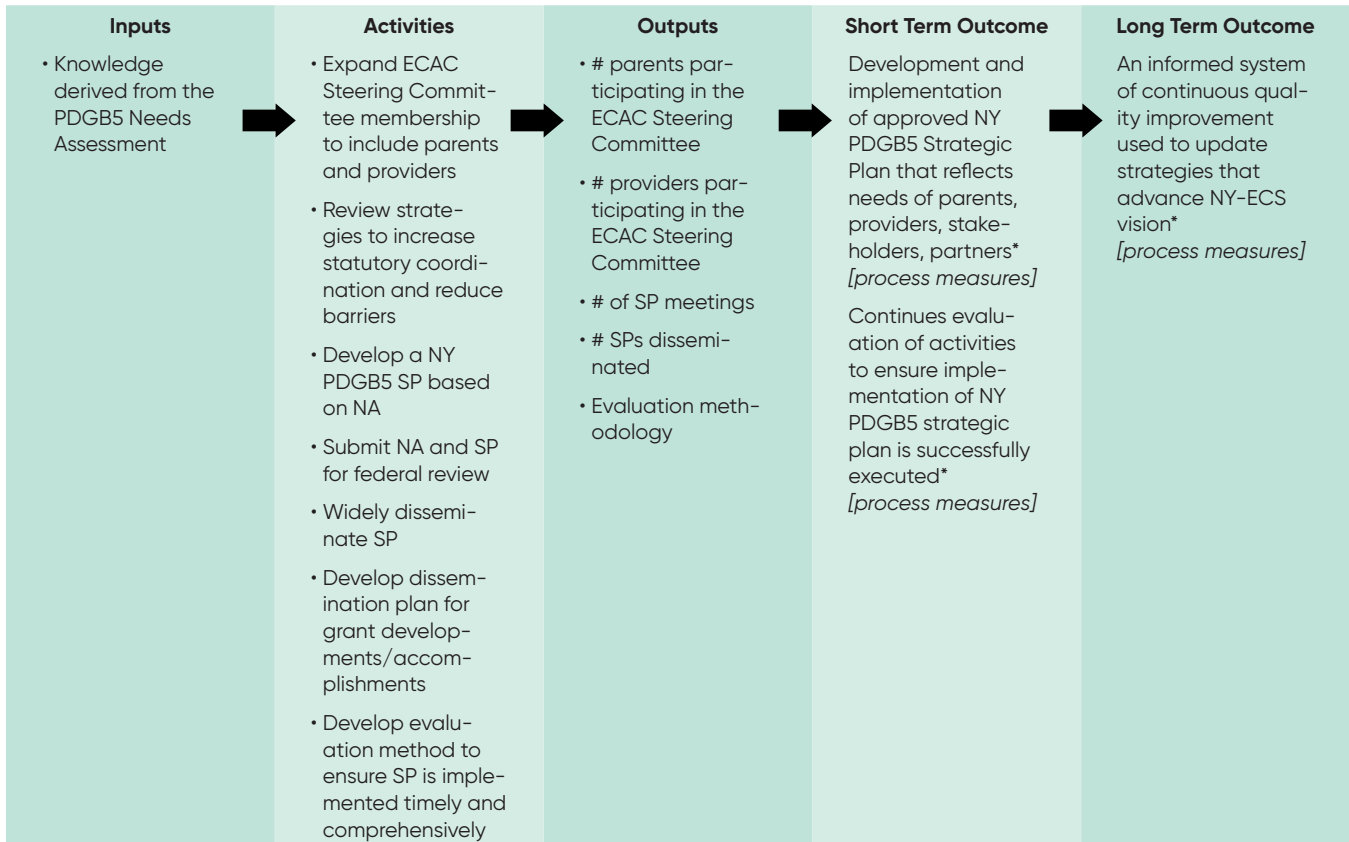 Inputs
• Knowledge
derived from the
PDGB5 Needs
Assessment
Activities
• Expand ECAC
Steering Commit-
tee membership
to include parents
and providers
• Review strate-
gies to increase
statutory coordi-
nation and reduce
barriers
• Develop a NY
PDGB5 SP based
on NA
• Submit NA and SP
for federal review
• Widely dissemi-
nate SP
• Develop dissem-
ination plan for
grant develop-
ments/accom-
plishments
• Develop evalu-
ation method to
ensure SP is imple-
mented timely and
comprehensively
Outputs
• # parents par-
ticipating in the
ECAC Steering
Committee
• # providers par-
ticipating in the
ECAC Steering
Committee
• # of SP meetings
• # SPs dissemi-
nated
• Evaluation meth-
odology
Short Term Outcome
Development and
implementation
of approved NY
PDGB5 Strategic
Plan that reflects
needs of parents,
providers, stake-
holders, partners*
[process measures]
Continues evalu-
ation of activities
to ensure imple-
mentation of NY
PDGB5 strategic
plan is successfully
executed*
[process measures]
Long Term Outcome
An informed system
of continuous qual-
ity improvement
used to update
strategies that
advance NY-ECS
vision*
[process measures]